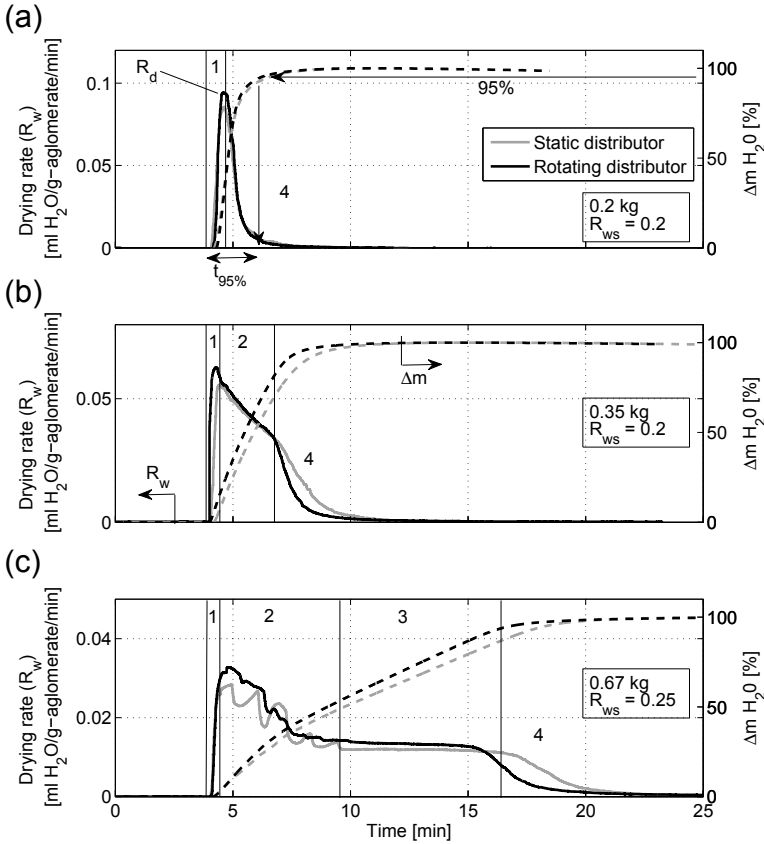 (a)
Drying rate (R_w)
[ml H_2O/g-aglomerate/min]
0.1
0.05
0
R_d
1
4
95%
t_95%
Static distributor
Rotating distributor
0.2 kg
R_ws = 0.2
100
50
0
Δm H_20 [%]
(b)
Drying rate (R_w)
[ml H_2O/g-aglomerate/min]
0.05
0
1
2
4
R_w
Δm
0.35 kg
R_ws = 0.2
100
50
0
Δm H_20 [%]
(c)
Drying rate (R_w)
[ml H_2O/g-aglomerate/min]
0.04
0.02
0
1
2
3
4
0.67 kg
R_ws = 0.25
100
50
0
Δm H_20 [%]
0 5 10 15 20 25
Time [min]